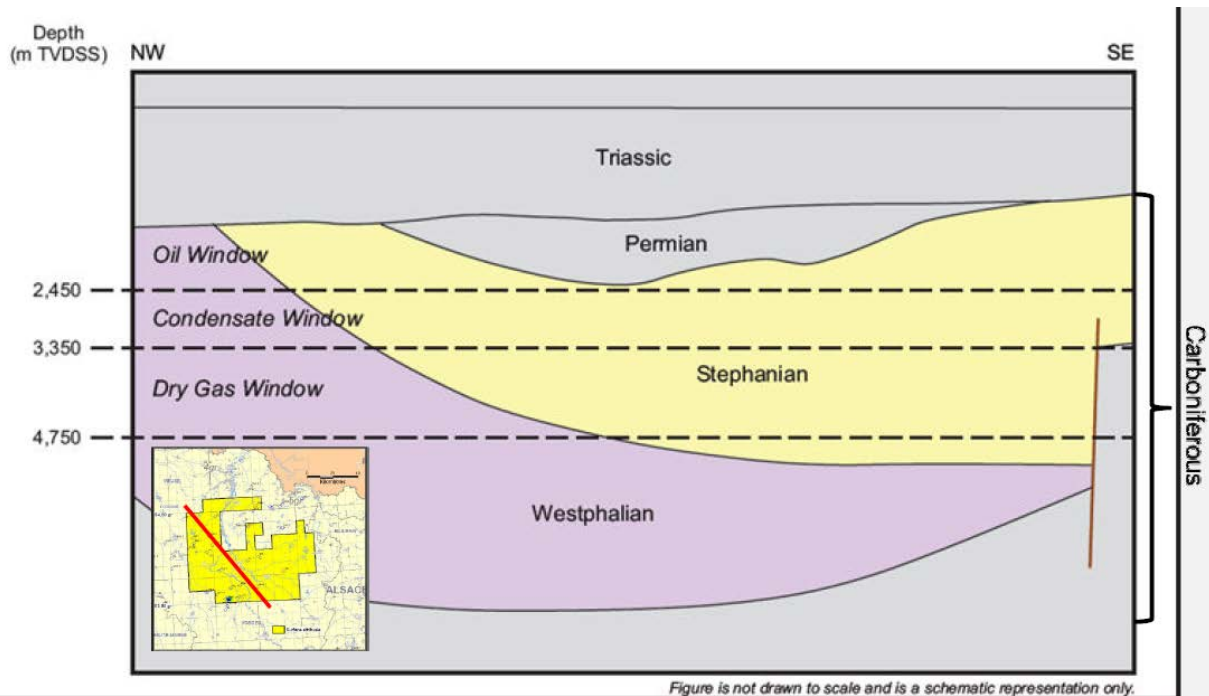 Depth
(m TVDSS)
NW
SE
Triassic
Permian
Oil Window
2,450
Condensate Window
3,350
Stephanian
Dry Gas Window
4,750
Westphalian
Carboniferous
ALSACE
Figure is not drawn to scale and is a schematic representation only.